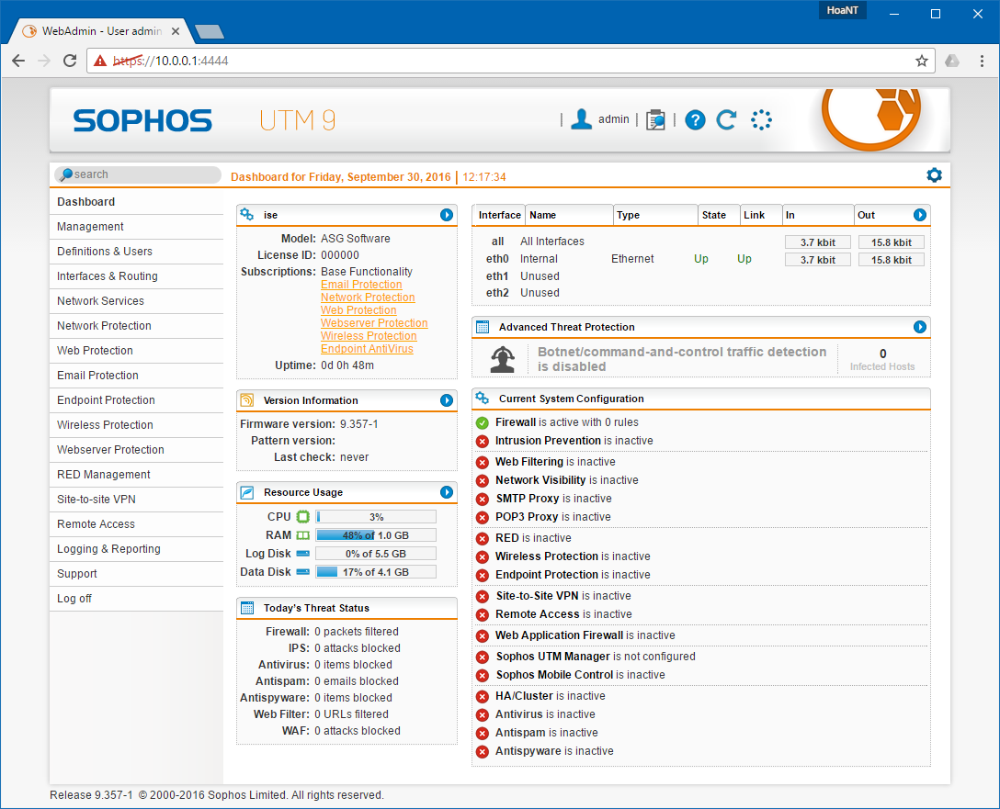 HoaNT
WebAdmin - User admin
https://10.0.0.1:4444
SOPHOS UTM 9
| admin | | ?
search
Dashboard for Friday, September 30, 2016 | 12:17:34
Dashboard
Management
Definitions & Users
Interfaces & Routing
Network Services
Network Protection
Web Protection
Email Protection
Endpoint Protection
Wireless Protection
Webserver Protection
RED Management
Site-to-site VPN
Remote Access
Logging & Reporting
Support
Log off
ise
Model: ASG Software
License ID: 000000
Subscriptions: Base Functionality
Email Protection
Network Protection
Web Protection
Webserver Protection
Wireless Protection
Endpoint AntiVirus
Uptime: 0d 0h 48m
Version Information
Firmware version: 9.357-1
Pattern version:
Last check: never
Resource Usage
CPU 3%
RAM 48% of 1.0 GB
Log Disk 0% of 5.5 GB
Data Disk 17% of 4.1 GB
Today's Threat Status
Firewall: 0 packets filtered
IPS: 0 attacks blocked
Antivirus: 0 items blocked
Antispam: 0 emails blocked
Antispyware: 0 items blocked
Web Filter: 0 URLs filtered
WAF: 0 attacks blocked
Interface Name Type State Link In Out
all All Interfaces 3.7 kbit 15.8 kbit
eth0 Internal Ethernet Up Up 3.7 kbit 15.8 kbit
eth1 Unused
eth2 Unused
Advanced Threat Protection
Botnet/command-and-control traffic detection
is disabled
0
Infected Hosts
Current System Configuration
Firewall is active with 0 rules
Intrusion Prevention is inactive
Web Filtering is inactive
Network Visibility is inactive
SMTP Proxy is inactive
POP3 Proxy is inactive
RED is inactive
Wireless Protection is inactive
Endpoint Protection is inactive
Site-to-Site VPN is inactive
Remote Access is inactive
Web Application Firewall is inactive
Sophos UTM Manager is not configured
Sophos Mobile Control is inactive
HA/Cluster is inactive
Antivirus is inactive
Antispam is inactive
Antispyware is inactive
Release 9.357-1 © 2000-2016 Sophos Limited. All rights reserved.